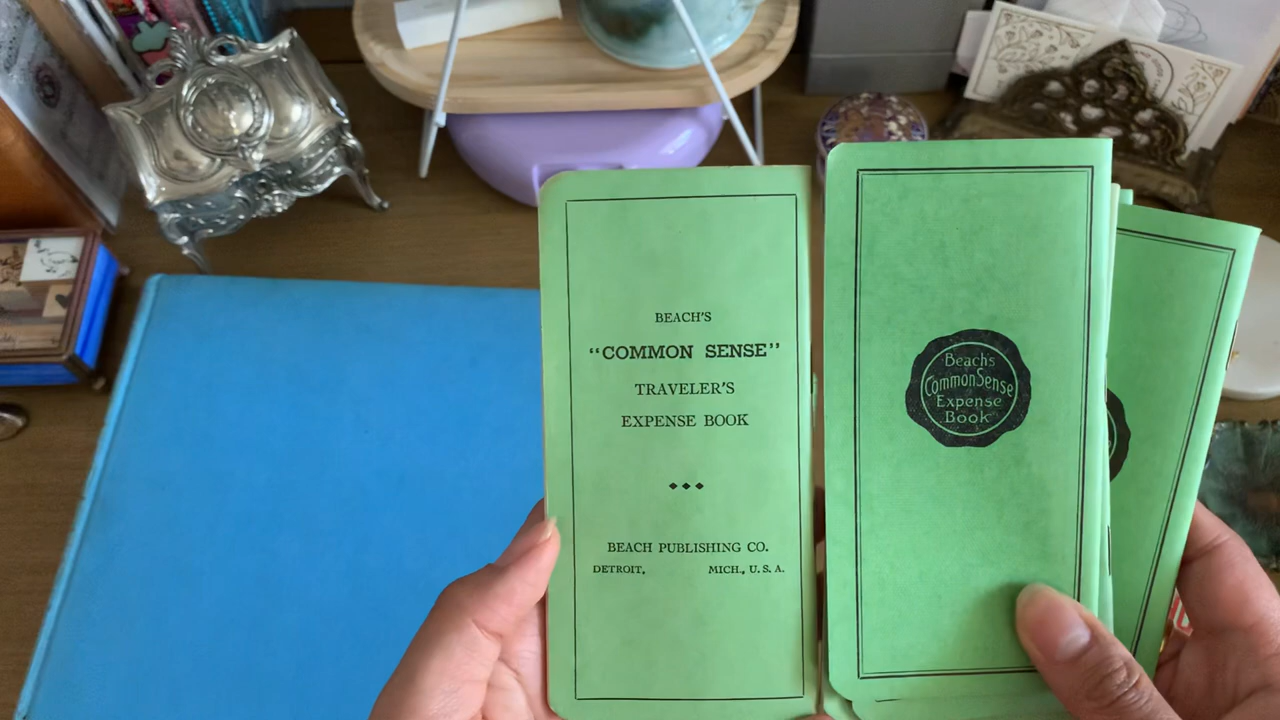 BEACH'S
“COMMON SENSE”
TRAVELER'S
EXPENSE BOOK
BEACH PUBLISHING CO.
DETROIT, MICH., U. S. A.
Beach's
Common Sense
Expense
Book